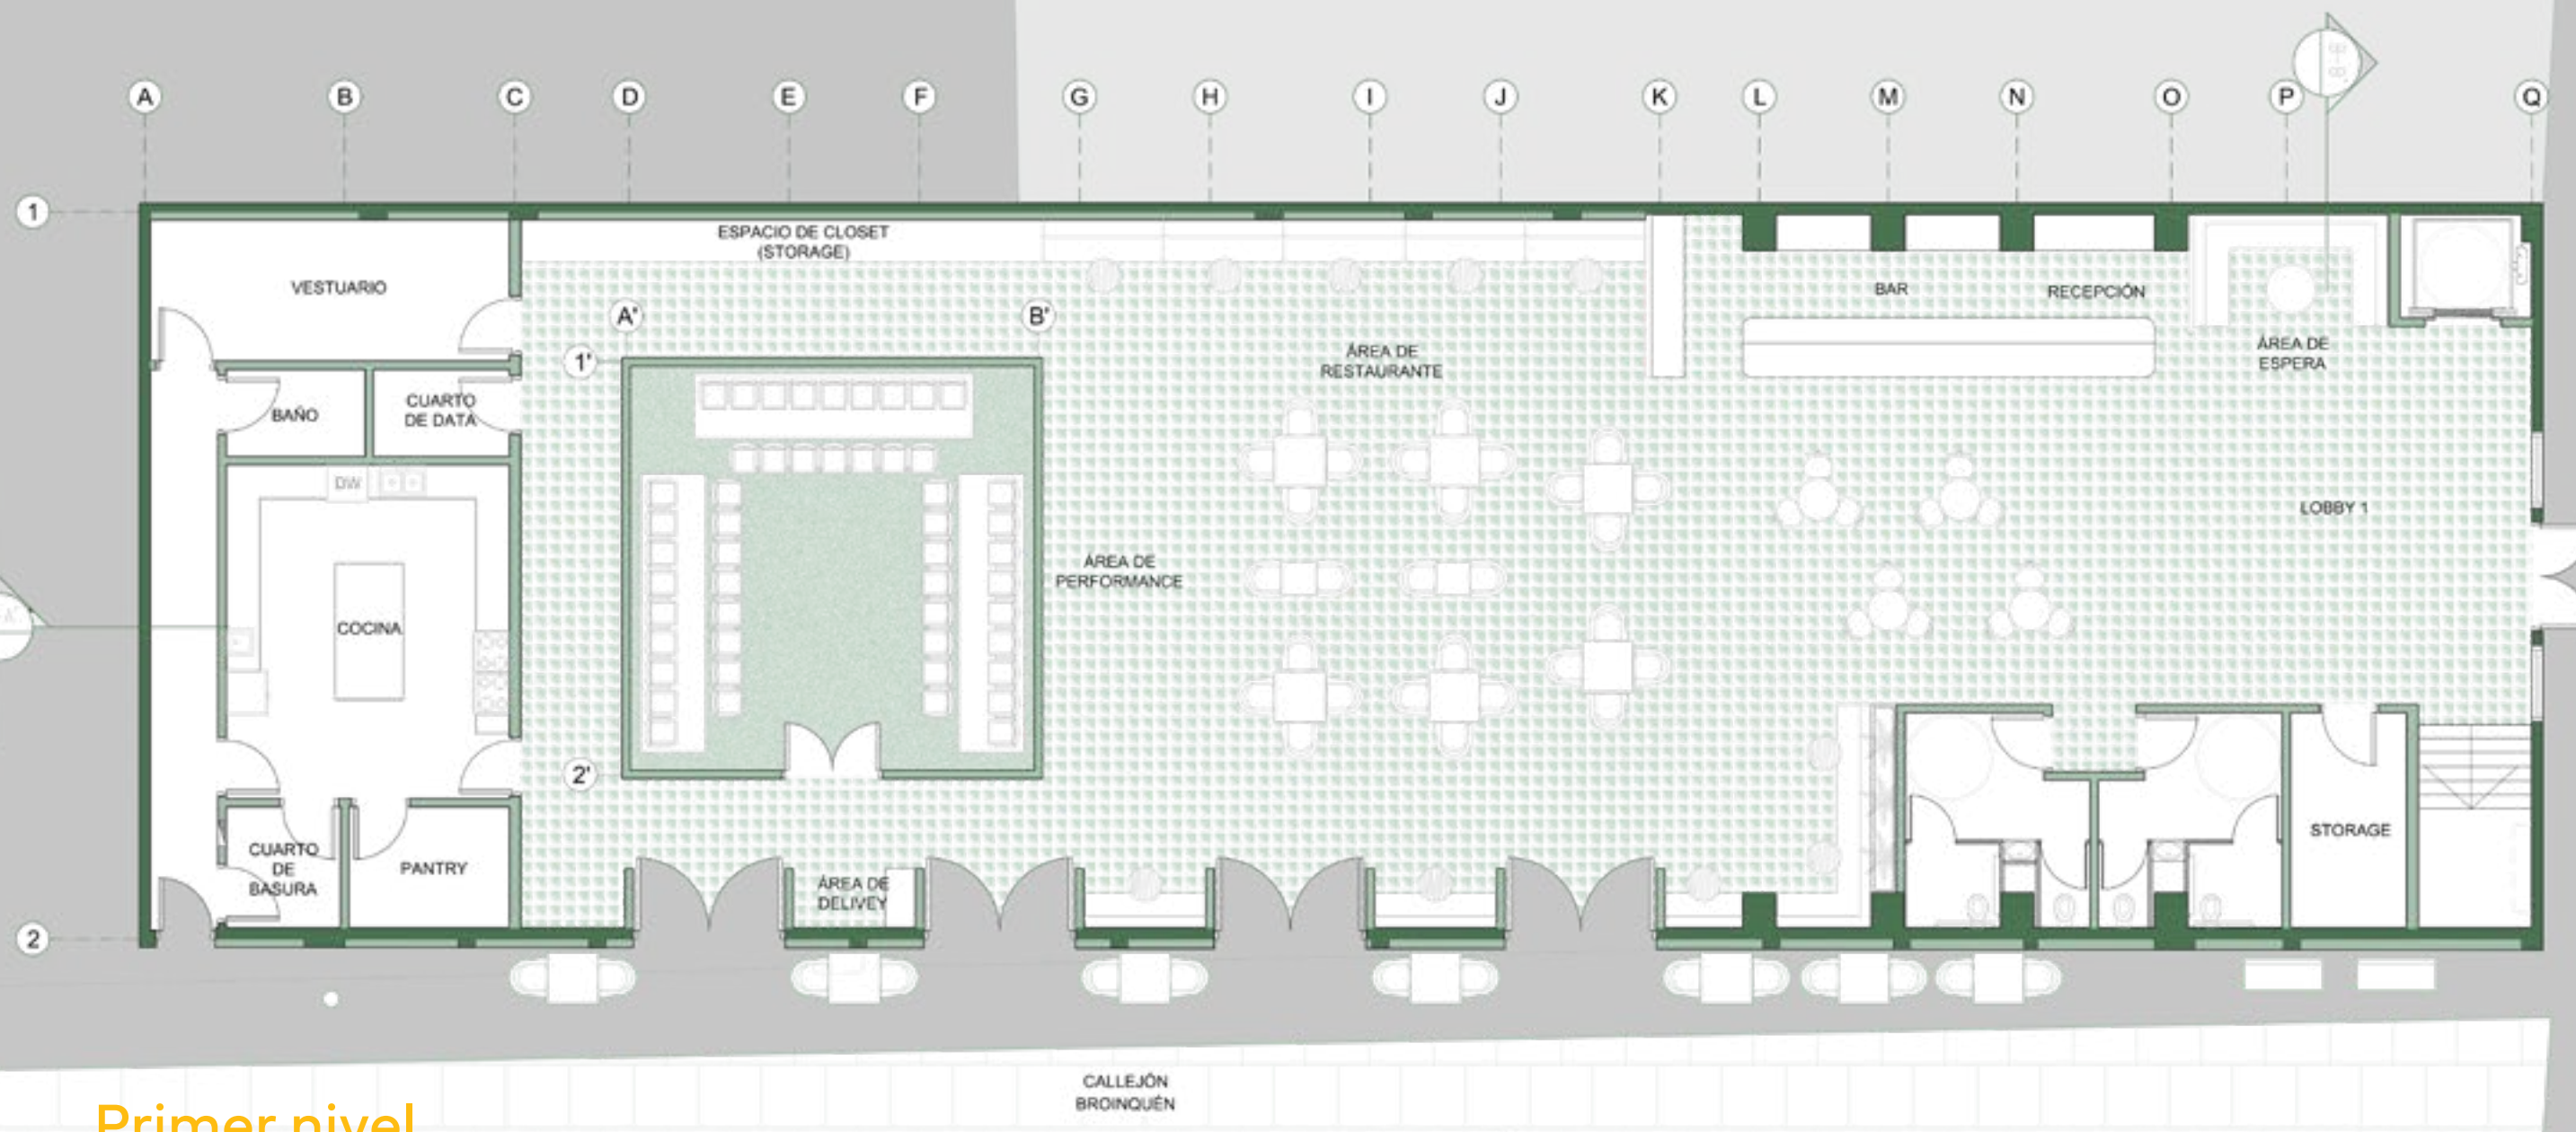 A B C D E F G H I J K L M N O P Q
B-B'
1
ESPACIO DE CLOSET
(STORAGE)
VESTUARIO
BAR
RECEPCIÓN
A' B'
1'
ÁREA DE
RESTAURANTE
ÁREA DE
ESPERA
BAÑO
CUARTO
DE DATA
DW
LOBBY 1
ÁREA DE
PERFORMANCE
COCINA
2'
STORAGE
CUARTO
DE
BASURA
PANTRY
ÁREA DE
DELIVEY
2
CALLEJÓN
BROINQUÉN
Primer nivel